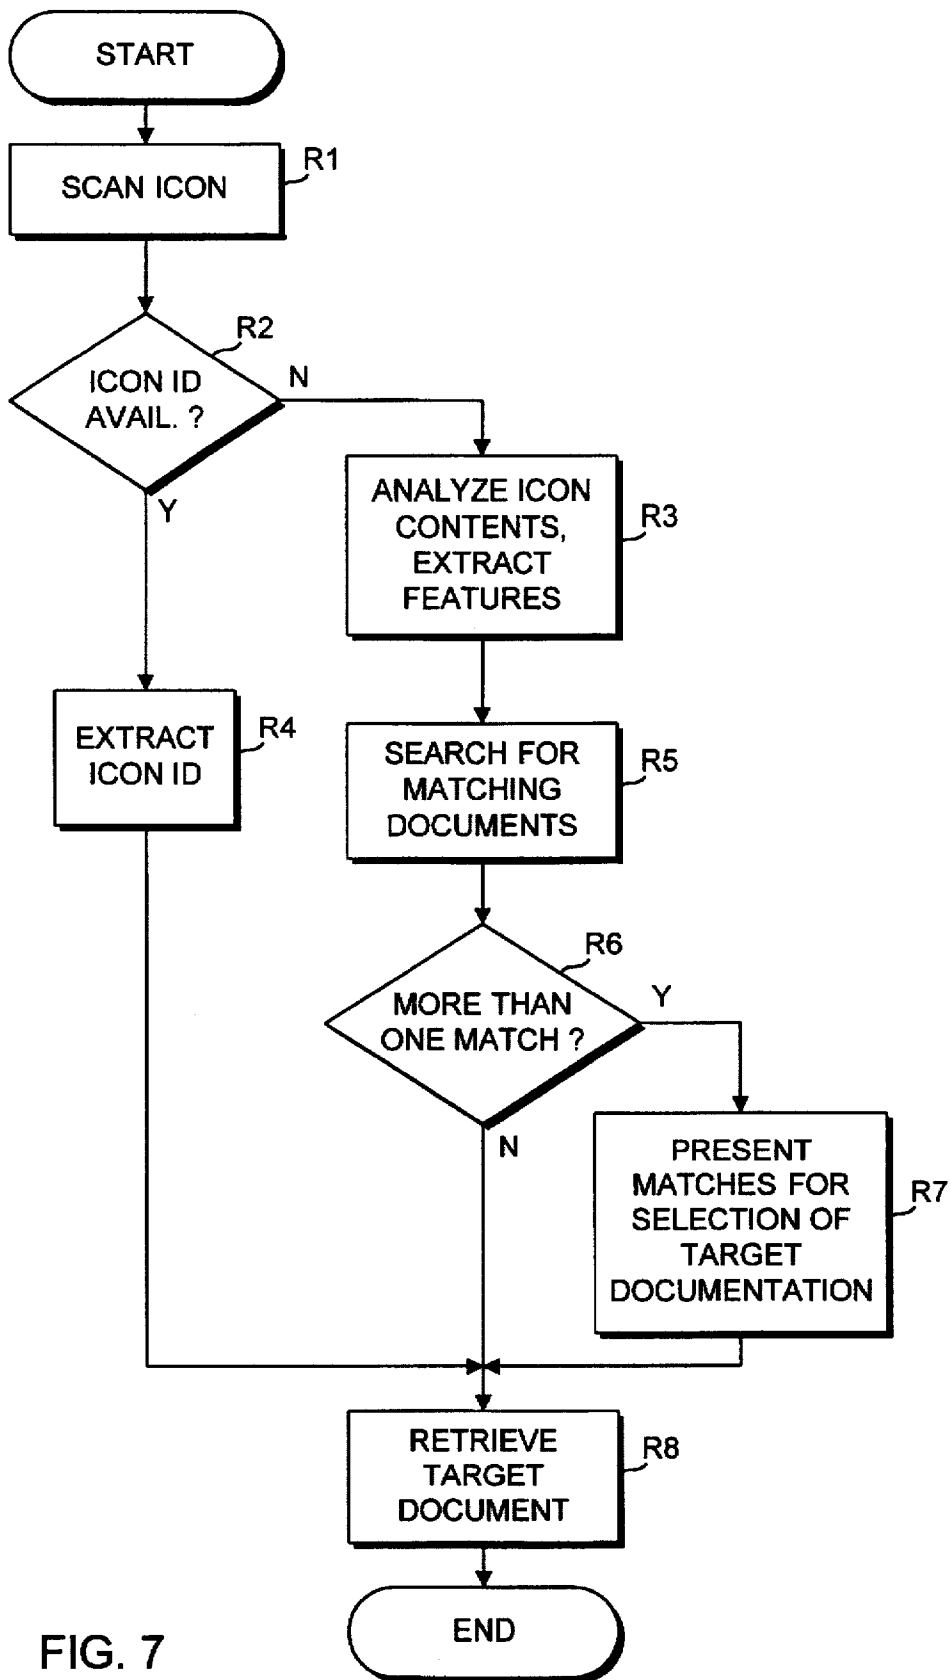 START
SCAN ICON
R1
R2
ICON ID
AVAIL. ?
N
Y
ANALYZE ICON
CONTENTS,
EXTRACT
FEATURES
R3
EXTRACT
ICON ID
R4
SEARCH FOR
MATCHING
DOCUMENTS
R5
R6
MORE THAN
ONE MATCH ?
Y
N
PRESENT
MATCHES FOR
SELECTION OF
TARGET
DOCUMENTATION
R7
RETRIEVE
TARGET
DOCUMENT
R8
END
FIG. 7